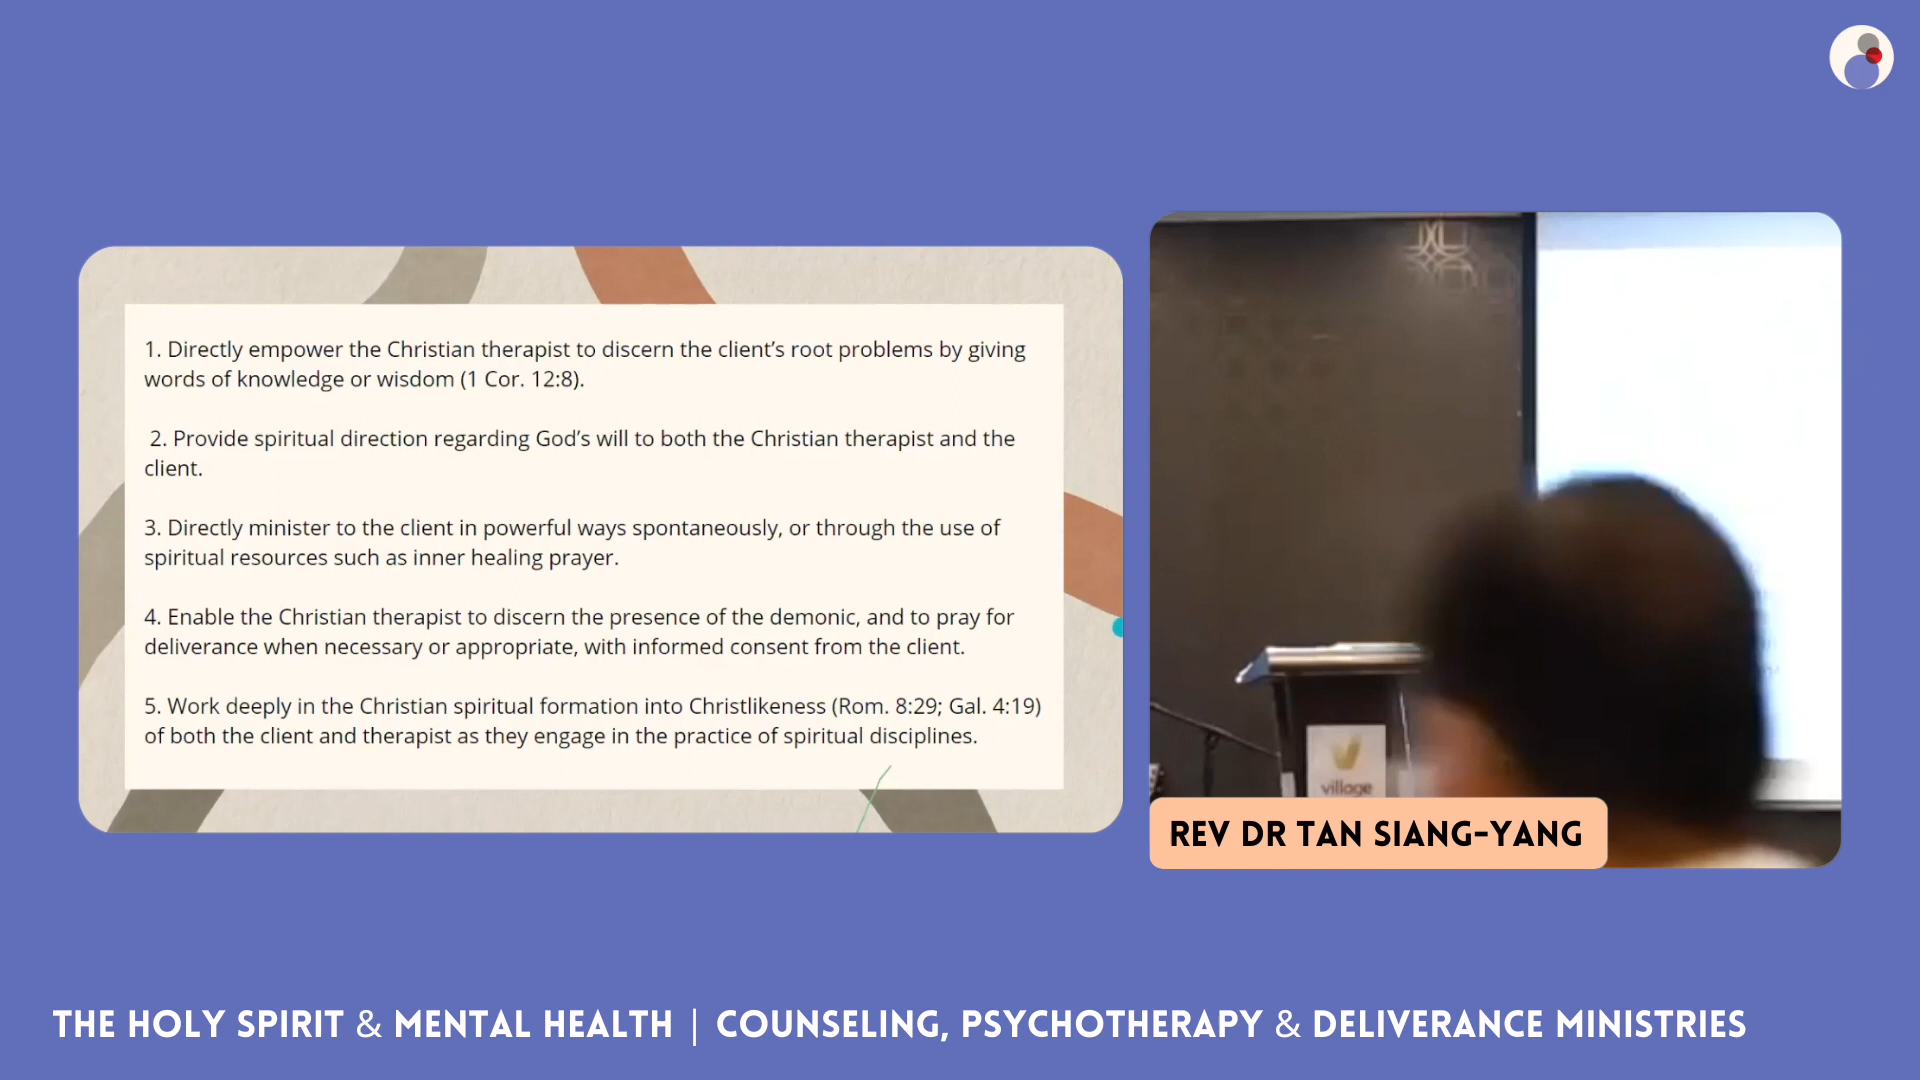 1. Directly empower the Christian therapist to discern the client’s root problems by giving
words of knowledge or wisdom (1 Cor. 12:8).
2. Provide spiritual direction regarding God’s will to both the Christian therapist and the
client.
3. Directly minister to the client in powerful ways spontaneously, or through the use of
spiritual resources such as inner healing prayer.
4. Enable the Christian therapist to discern the presence of the demonic, and to pray for
deliverance when necessary or appropriate, with informed consent from the client.
5. Work deeply in the Christian spiritual formation into Christlikeness (Rom. 8:29; Gal. 4:19)
of both the client and therapist as they engage in the practice of spiritual disciplines.
village
REV DR TAN SIANG-YANG
THE HOLY SPIRIT & MENTAL HEALTH | COUNSELING, PSYCHOTHERAPY & DELIVERANCE MINISTRIES